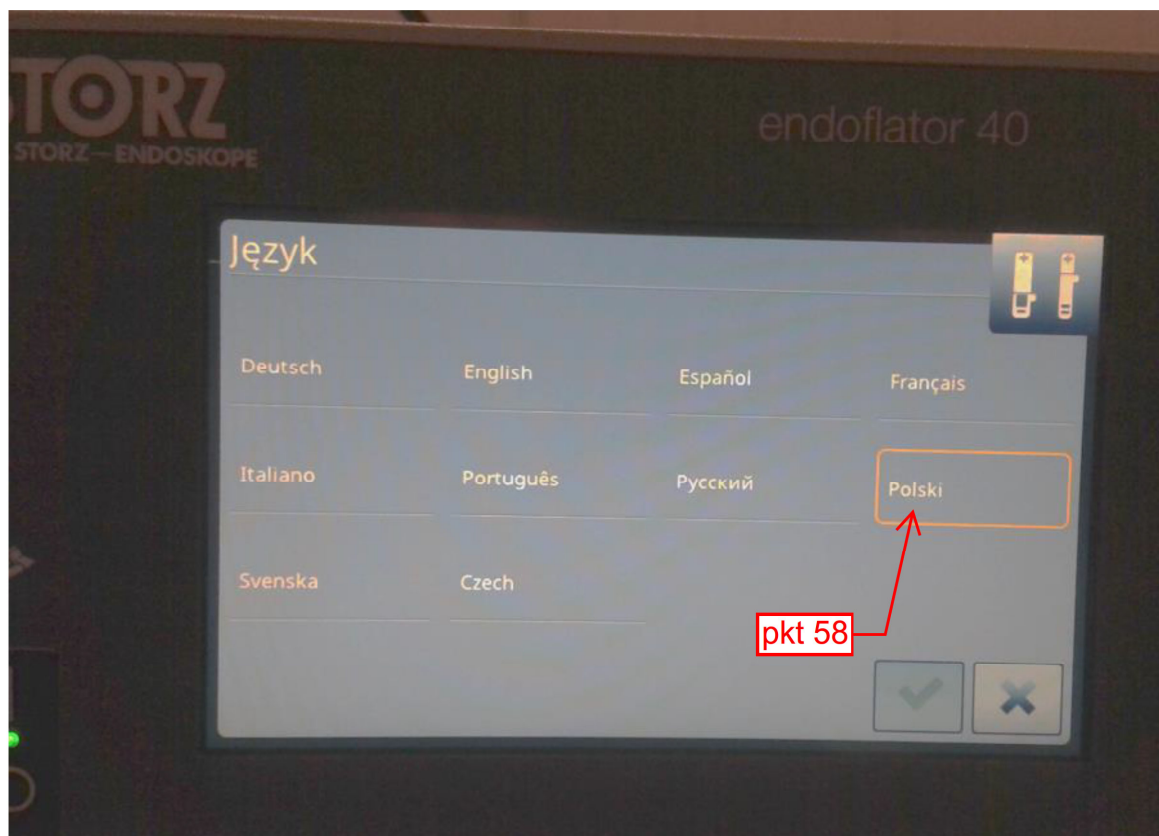 STORZ
STORZ—ENDOSKOPE
endoflator 40
Język
Deutsch English Español Français
Italiano Português Русский Polski
Svenska Czech
pkt 58